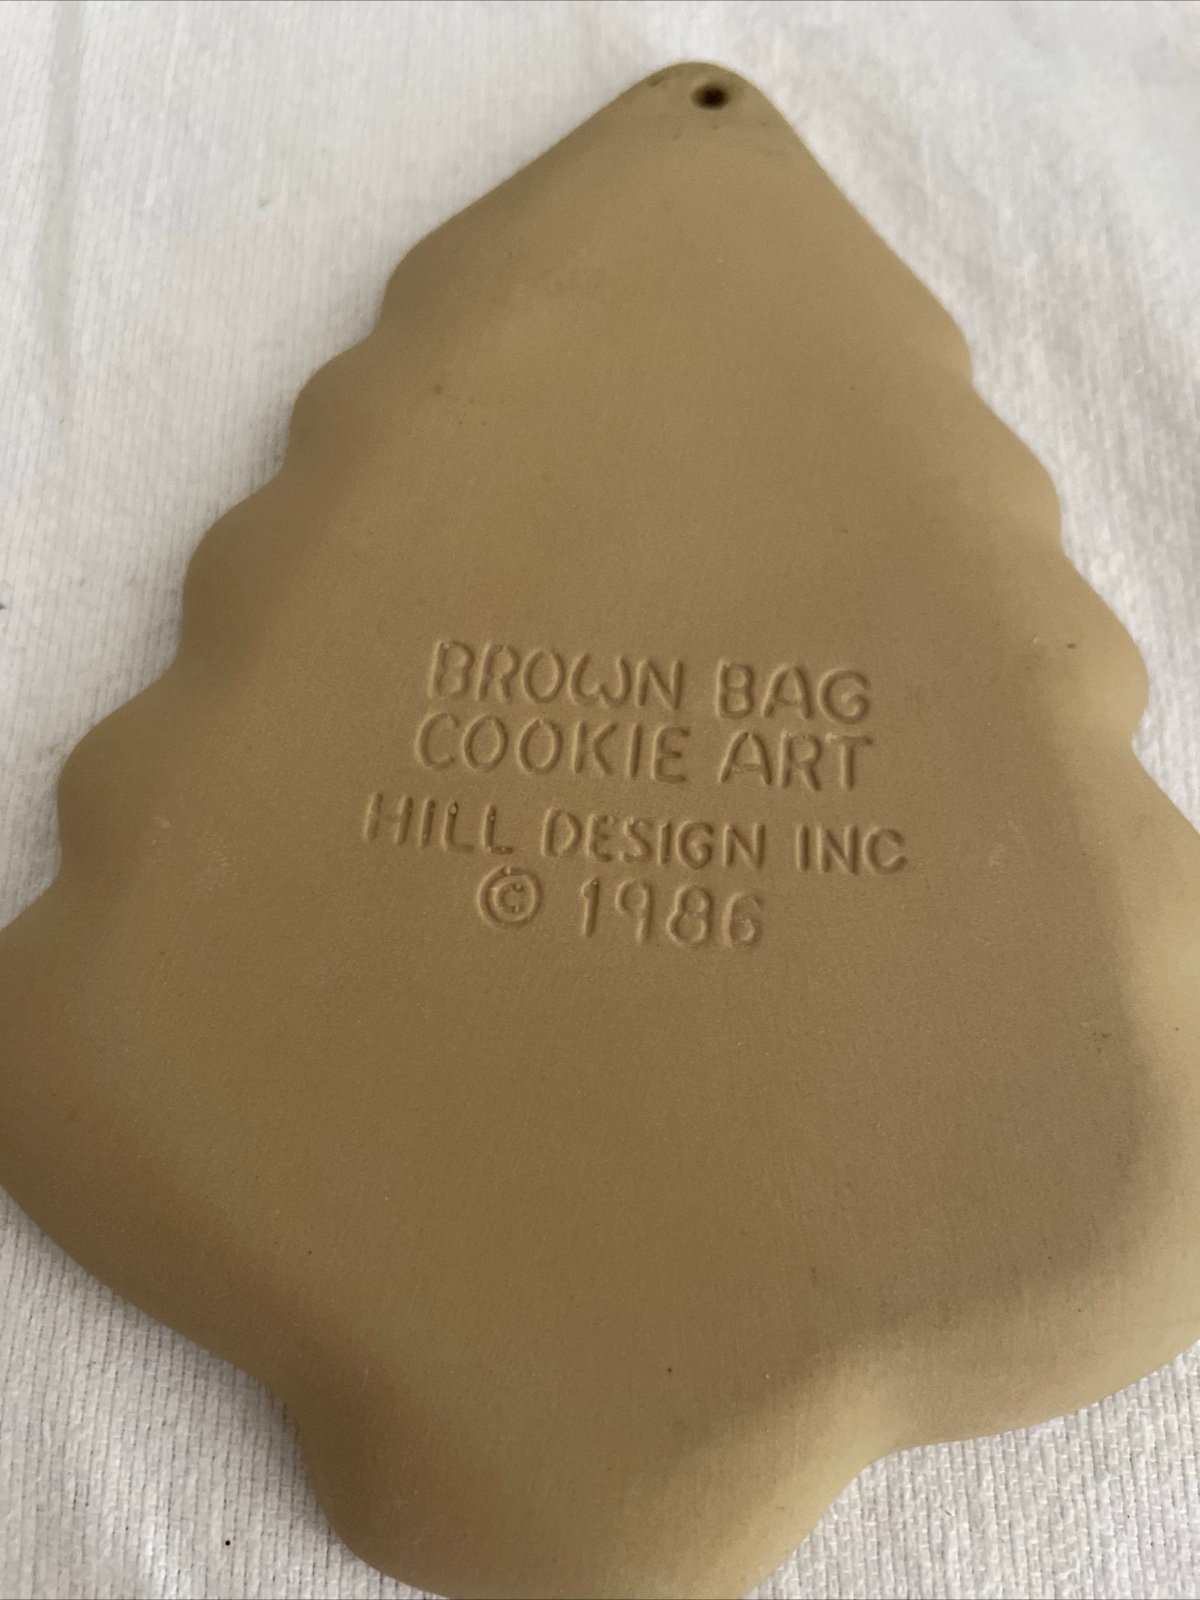 BROWN BAG
COOKIE ART
HILL DESIGN INC
© 1986